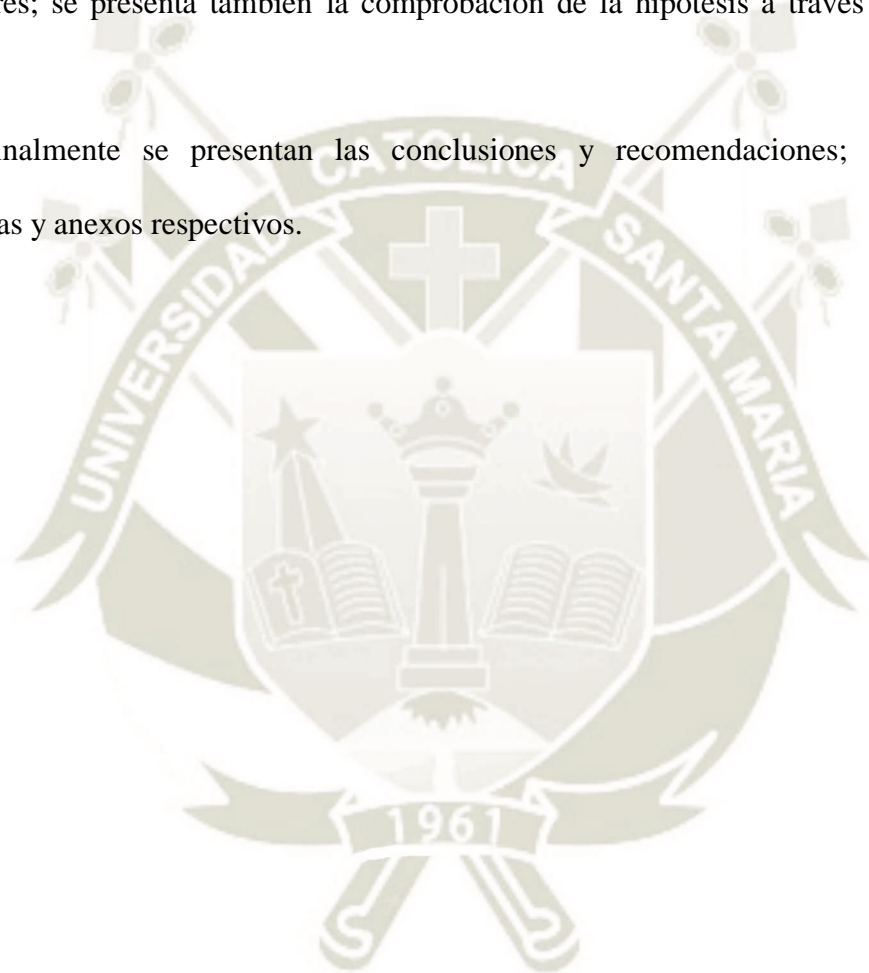 res; se presenta también la comprobación de la hipótesis a través
inalmente se presentan las conclusiones y recomendaciones;
as y anexos respectivos.
UNIVERSIDAD CATOLICA SANTA MARIA
1961